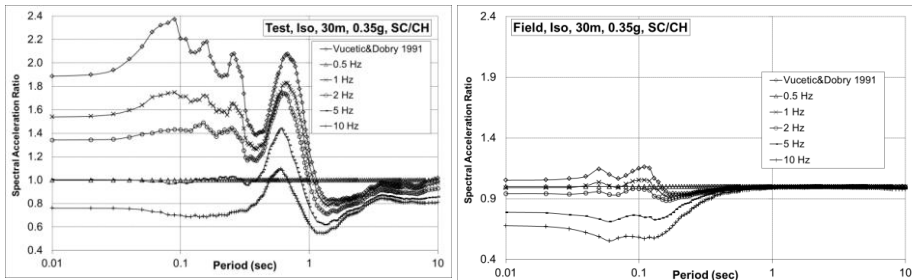 Test, Iso, 30m, 0.35g, SC/CH
Spectral Acceleration Ratio
2.4
2.2
2.0
1.8
1.6
1.4
1.2
1.0
0.8
0.6
0.4
Vucetic&Dobry 1991
0.5 Hz
1 Hz
2 Hz
5 Hz
10 Hz
0.01
0.1
1
10
Period (sec)
Field, Iso, 30m, 0.35g, SC/CH
Spectral Acceleration Ratio
2.4
1.9
1.4
0.9
0.4
Vucetic&Dobry 1991
0.5 Hz
1 Hz
2 Hz
5 Hz
10 Hz
0.01
0.1
1
10
Period (sec)